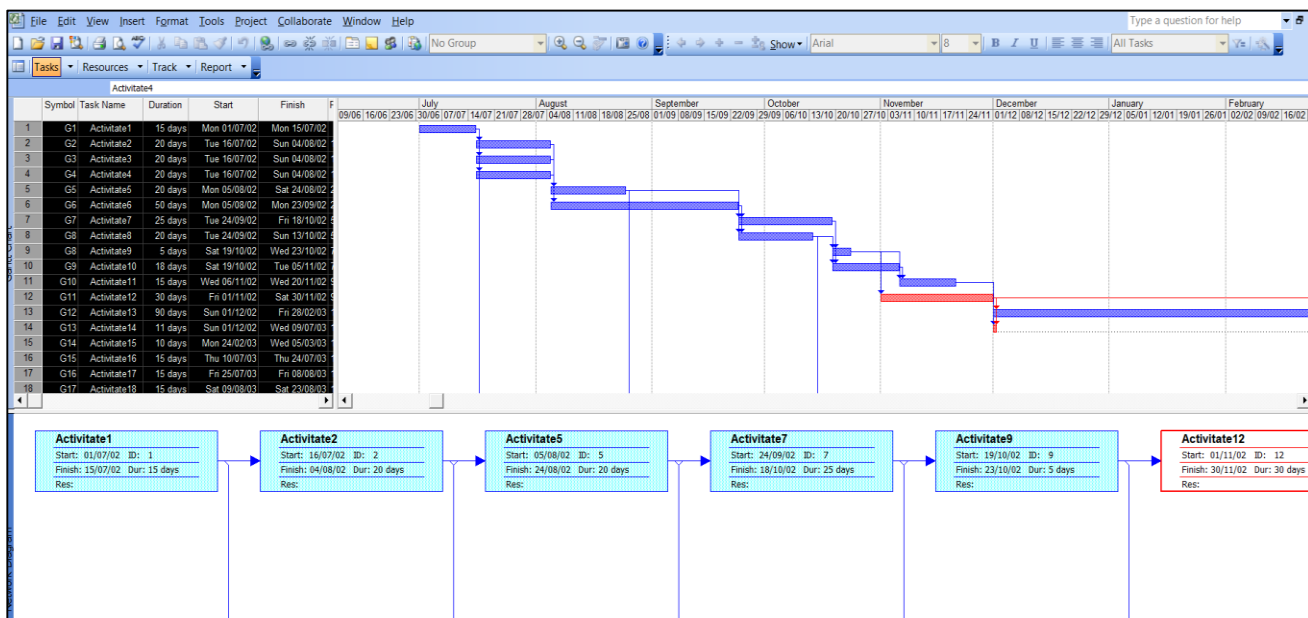 File Edit View Insert Format Tools Project Collaborate Window Help Type a question for help
No Group Show Arial 8 B I U All Tasks
Tasks Resources Track Report
Activitate4
Symbol Task Name Duration Start Finish
July August September October November December January February
09/06 16/06 23/06 30/06 07/07 14/07 21/07 28/07 04/08 11/08 18/08 25/08 01/09 08/09 15/09 22/09 29/09 06/10 13/10 20/10 27/10 03/11 10/11 17/11 24/11 01/12 08/12 15/12 22/12 29/12 05/01 12/01 19/01 26/01 02/02 09/02 16/02
1 G1 Activitate1 15 days Mon 01/07/02 Mon 15/07/02
2 G2 Activitate2 20 days Tue 16/07/02 Sun 04/08/02
3 G3 Activitate3 20 days Tue 16/07/02 Sun 04/08/02
4 G4 Activitate4 20 days Tue 16/07/02 Sun 04/08/02
5 G5 Activitate5 20 days Mon 05/08/02 Sat 24/08/02
6 G6 Activitate6 50 days Mon 05/08/02 Mon 23/09/02
7 G7 Activitate7 25 days Tue 24/09/02 Fri 18/10/02
8 G8 Activitate8 20 days Tue 24/09/02 Sun 13/10/02
9 G8 Activitate9 5 days Sat 19/10/02 Wed 23/10/02
10 G9 Activitate10 18 days Sat 19/10/02 Tue 05/11/02
11 G10 Activitate11 15 days Wed 06/11/02 Wed 20/11/02
12 G11 Activitate12 30 days Fri 01/11/02 Sat 30/11/02
13 G12 Activitate13 90 days Sun 01/12/02 Fri 28/02/03
14 G13 Activitate14 11 days Sun 01/12/02 Wed 09/07/03
15 G14 Activitate15 10 days Mon 24/02/03 Wed 05/03/03
16 G15 Activitate16 15 days Thu 10/07/03 Thu 24/07/03
17 G16 Activitate17 15 days Fri 25/07/03 Fri 08/08/03
18 G17 Activitate18 15 days Sat 09/08/03 Sat 23/08/03
Gantt Chart
Network Diagram
Activitate1
Start: 01/07/02 ID: 1
Finish: 15/07/02 Dur: 15 days
Res:
Activitate2
Start: 16/07/02 ID: 2
Finish: 04/08/02 Dur: 20 days
Res:
Activitate5
Start: 05/08/02 ID: 5
Finish: 24/08/02 Dur: 20 days
Res:
Activitate7
Start: 24/09/02 ID: 7
Finish: 18/10/02 Dur: 25 days
Res:
Activitate9
Start: 19/10/02 ID: 9
Finish: 23/10/02 Dur: 5 days
Res:
Activitate12
Start: 01/11/02 ID: 12
Finish: 30/11/02 Dur: 30 days
Res: